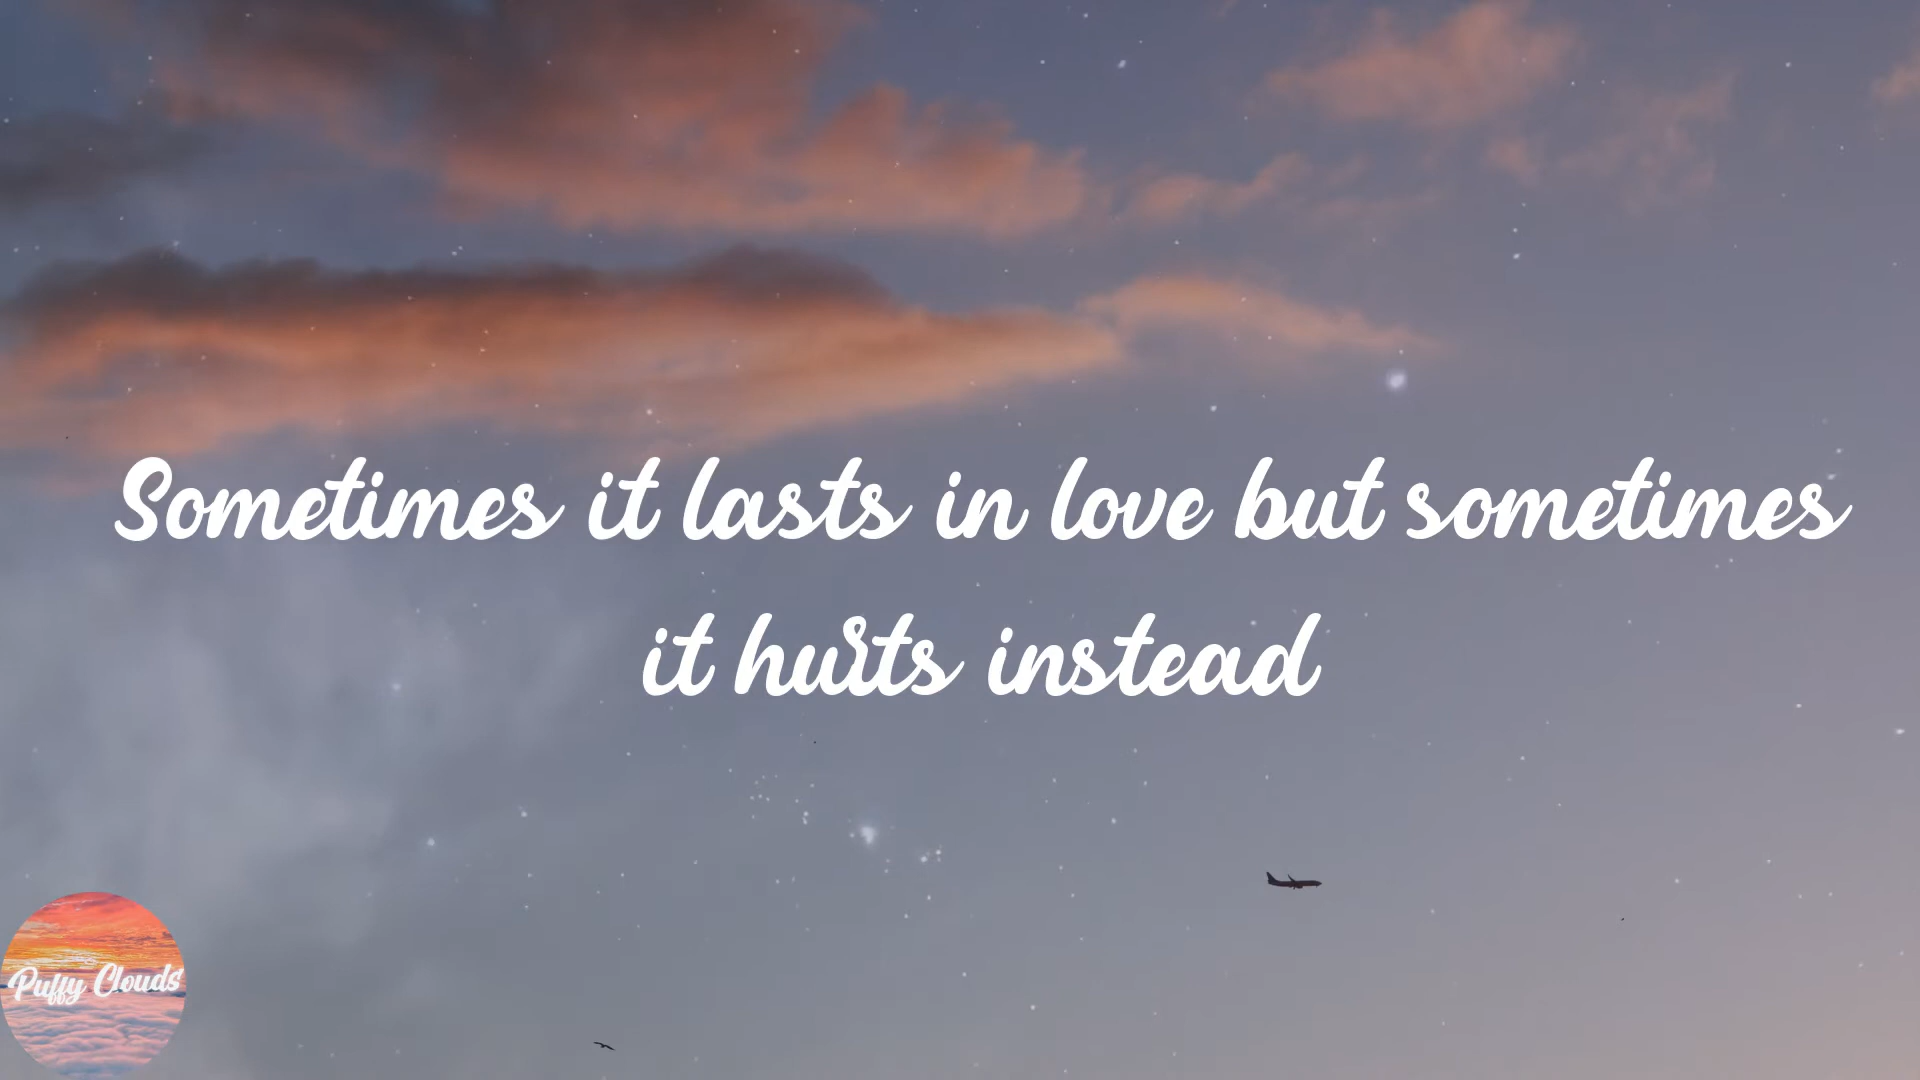 Sometimes it lasts in love but sometimes
it hurts instead
Puffy Clouds